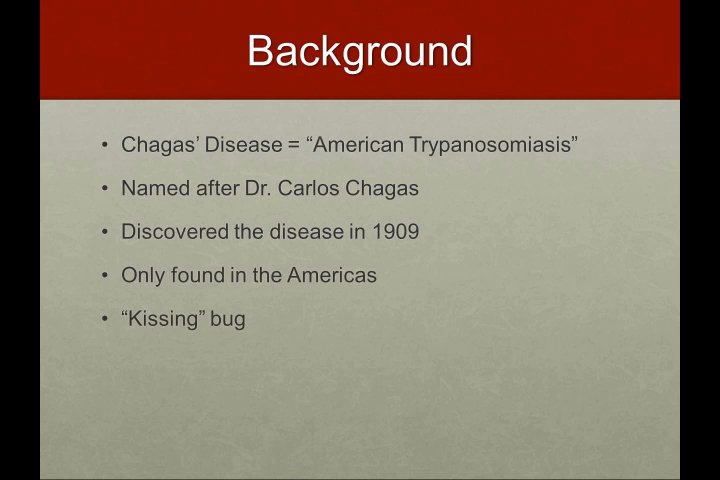 Background
• Chagas’ Disease = “American Trypanosomiasis”
• Named after Dr. Carlos Chagas
• Discovered the disease in 1909
• Only found in the Americas
• “Kissing” bug